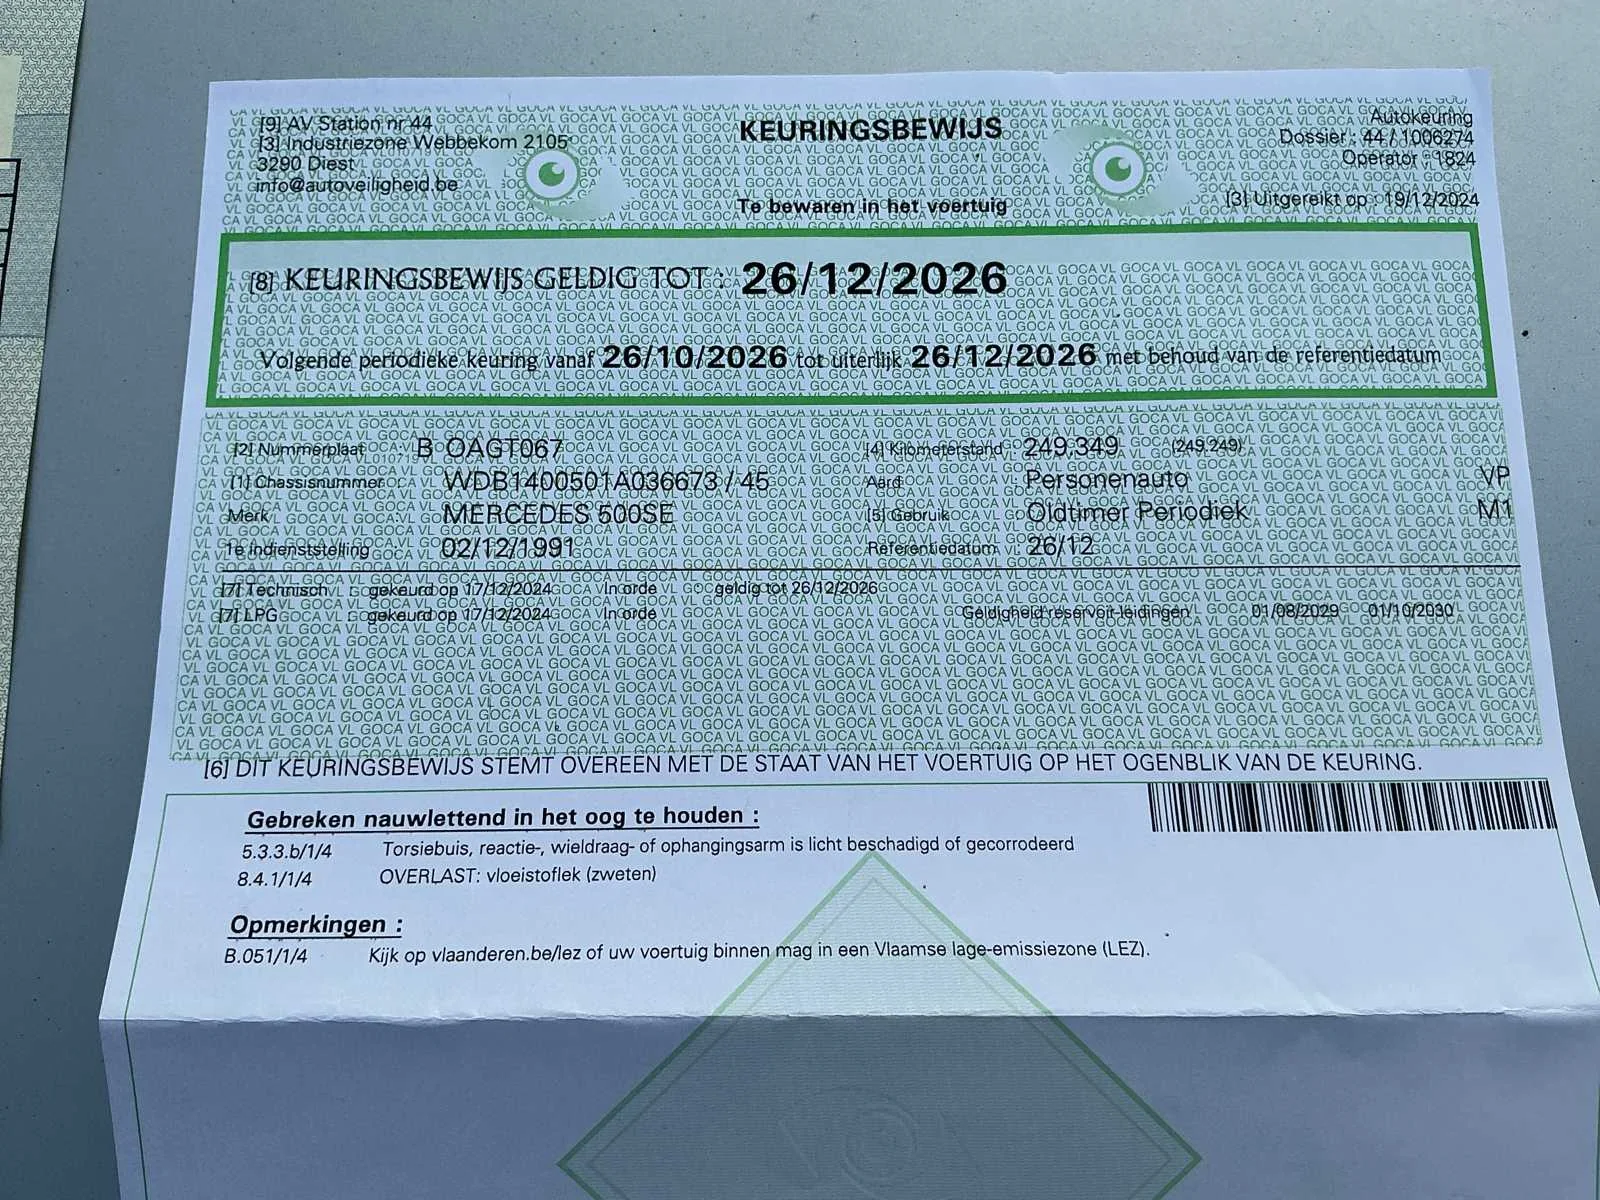 [9] AV Station nr 44
[3] Industriezone Webbekom 2105
3290 Diest
info@autoveiligheid.be
KEURINGSBEWIJS
Te bewaren in het voertuig
Autokeuring
Dossier : 44 / 1006274
Operator : 1824
[3] Uitgereikt op : 19/12/2024
[8] KEURINGSBEWIJS GELDIG TOT : 26/12/2026
Volgende periodieke keuring vanaf 26/10/2026 tot uiterlijk 26/12/2026 met behoud van de referentiedatum
[2] Nummerplaat : B OAGT067 [4] Kilometerstand : 249.349 (249.249)
[1] Chassisnummer : WDB1400501A036673 / 45 Aard : Personenauto VP
Merk : MERCEDES 500SE [5] Gebruik : Oldtimer Periodiek M1
1e indienststelling : 02/12/1991 Referentiedatum : 26/12
[7] Technisch : gekeurd op 17/12/2024 In orde : geldig tot 26/12/2026
[7] LPG : gekeurd op 17/12/2024 In orde Geldigheid reservoir-leidingen 01/08/2029 01/10/2030
[6] DIT KEURINGSBEWIJS STEMT OVEREEN MET DE STAAT VAN HET VOERTUIG OP HET OGENBLIK VAN DE KEURING.
Gebreken nauwlettend in het oog te houden :
5.3.3.b/1/4 Torsiebuis, reactie-, wieldraag- of ophangingsarm is licht beschadigd of gecorrodeerd
8.4.1/1/4 OVERLAST: vloeistoflek (zweten)
Opmerkingen :
B.051/1/4 Kijk op vlaanderen.be/lez of uw voertuig binnen mag in een Vlaamse lage-emissiezone (LEZ).